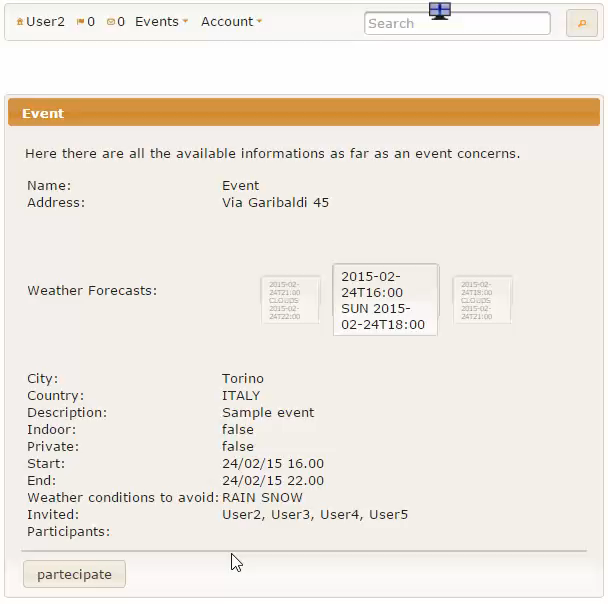 User2 0 0 Events Account Search
Event
Here there are all the available informations as far as an event concerns.
Name: Event
Address: Via Garibaldi 45
Weather Forecasts:
2015-02-
24T21:00
CLOUDS
2015-02-
24T22:00
2015-02-
24T16:00
SUN 2015-
02-24T18:00
2015-02-
24T18:00
CLOUDS
2015-02-
24T21:00
City: Torino
Country: ITALY
Description: Sample event
Indoor: false
Private: false
Start: 24/02/15 16.00
End: 24/02/15 22.00
Weather conditions to avoid: RAIN SNOW
Invited: User2, User3, User4, User5
Participants:
partecipate